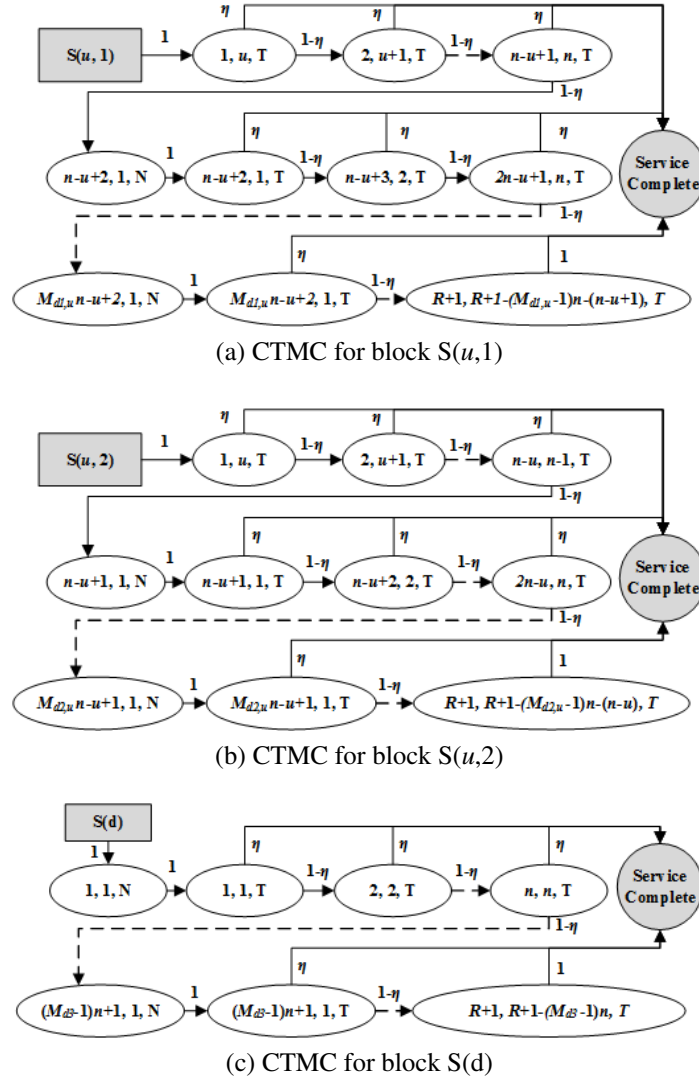 η η η
S(u, 1) 1 1, u, T 1-η 2, u+1, T 1-η n-u+1, n, T
1-η
η η η
n-u+2, 1, N 1 n-u+2, 1, T 1-η n-u+3, 2, T 1-η 2n-u+1, n, T
Service
Complete
1-η
η 1
M_{d1,u}n-u+2, 1, N 1 M_{d1,u}n-u+2, 1, T 1-η R+1, R+1-(M_{d1,u}-1)n-(n-u+1), T
(a) CTMC for block S(u,1)
η η η
S(u, 2) 1 1, u, T 1-η 2, u+1, T 1-η n-u, n-1, T
1-η
η η η
n-u+1, 1, N 1 n-u+1, 1, T 1-η n-u+2, 2, T 1-η 2n-u, n, T
Service
Complete
1-η
η 1
M_{d2,u}n-u+1, 1, N 1 M_{d2,u}n-u+1, 1, T 1-η R+1, R+1-(M_{d2,u}-1)n-(n-u), T
(b) CTMC for block S(u,2)
S(d)
1 η η η
1, 1, N 1 1, 1, T 1-η 2, 2, T 1-η n, n, T
Service
Complete
1-η
η 1
(M_{d3}-1)n+1, 1, N 1 (M_{d3}-1)n+1, 1, T 1-η R+1, R+1-(M_{d3}-1)n, T
(c) CTMC for block S(d)